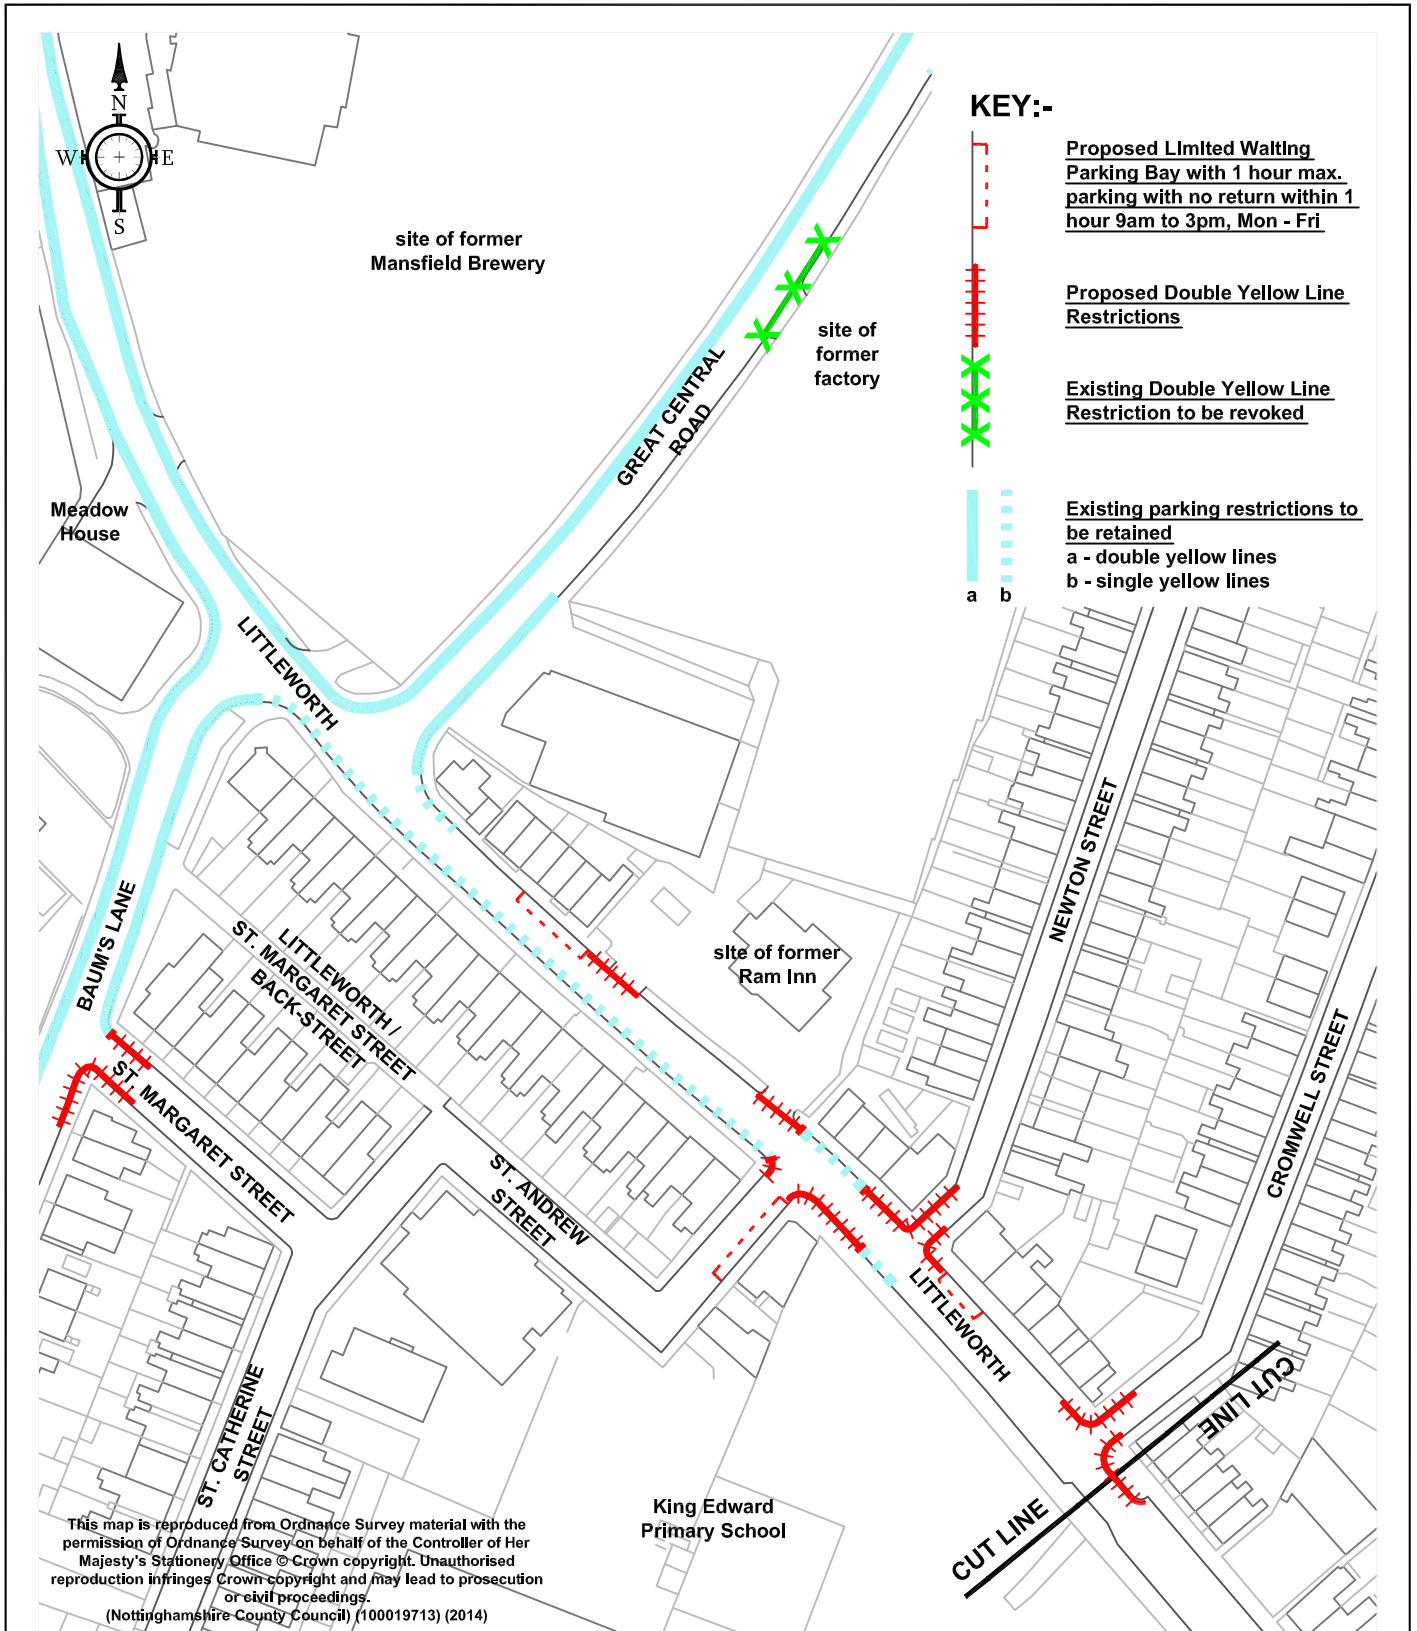 N
W
E
S
KEY:-
Proposed Limited Waiting
Parking Bay with 1 hour max.
parking with no return within 1
hour 9am to 3pm, Mon - Fri
Proposed Double Yellow Line
Restrictions
Existing Double Yellow Line
Restriction to be revoked
Existing parking restrictions to
be retained
a - double yellow lines
b - single yellow lines
a
b
site of former
Mansfield Brewery
site of
former
factory
GREAT CENTRAL
ROAD
Meadow
House
LITTLEWORTH
NEWTON STREET
BAUM'S LANE
LITTLEWORTH /
ST. MARGARET STREET
BACK-STREET
site of former
Ram Inn
CROMWELL STREET
ST. MARGARET STREET
ST. ANDREW
STREET
LITTLEWORTH
ST. CATHERINE
STREET
CUT LINE
CUT LINE
King Edward
Primary School
This map is reproduced from Ordnance Survey material with the
permission of Ordnance Survey on behalf of the Controller of Her
Majesty's Stationery Office © Crown copyright. Unauthorised
reproduction infringes Crown copyright and may lead to prosecution
or civil proceedings.
(Nottinghamshire County Council) (100019713) (2014)